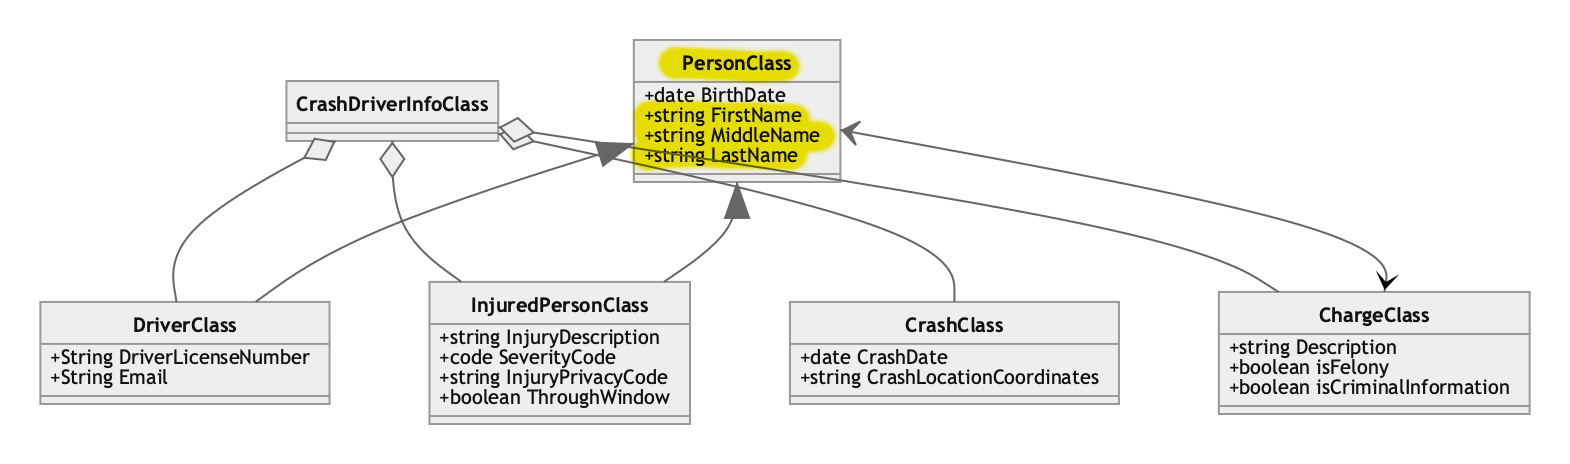 CrashDriverInfoClass
PersonClass
+date BirthDate
+string FirstName
+string MiddleName
+string LastName
DriverClass
+String DriverLicenseNumber
+String Email
InjuredPersonClass
+string InjuryDescription
+code SeverityCode
+string InjuryPrivacyCode
+boolean ThroughWindow
CrashClass
+date CrashDate
+string CrashLocationCoordinates
ChargeClass
+string Description
+boolean isFelony
+boolean isCriminalInformation